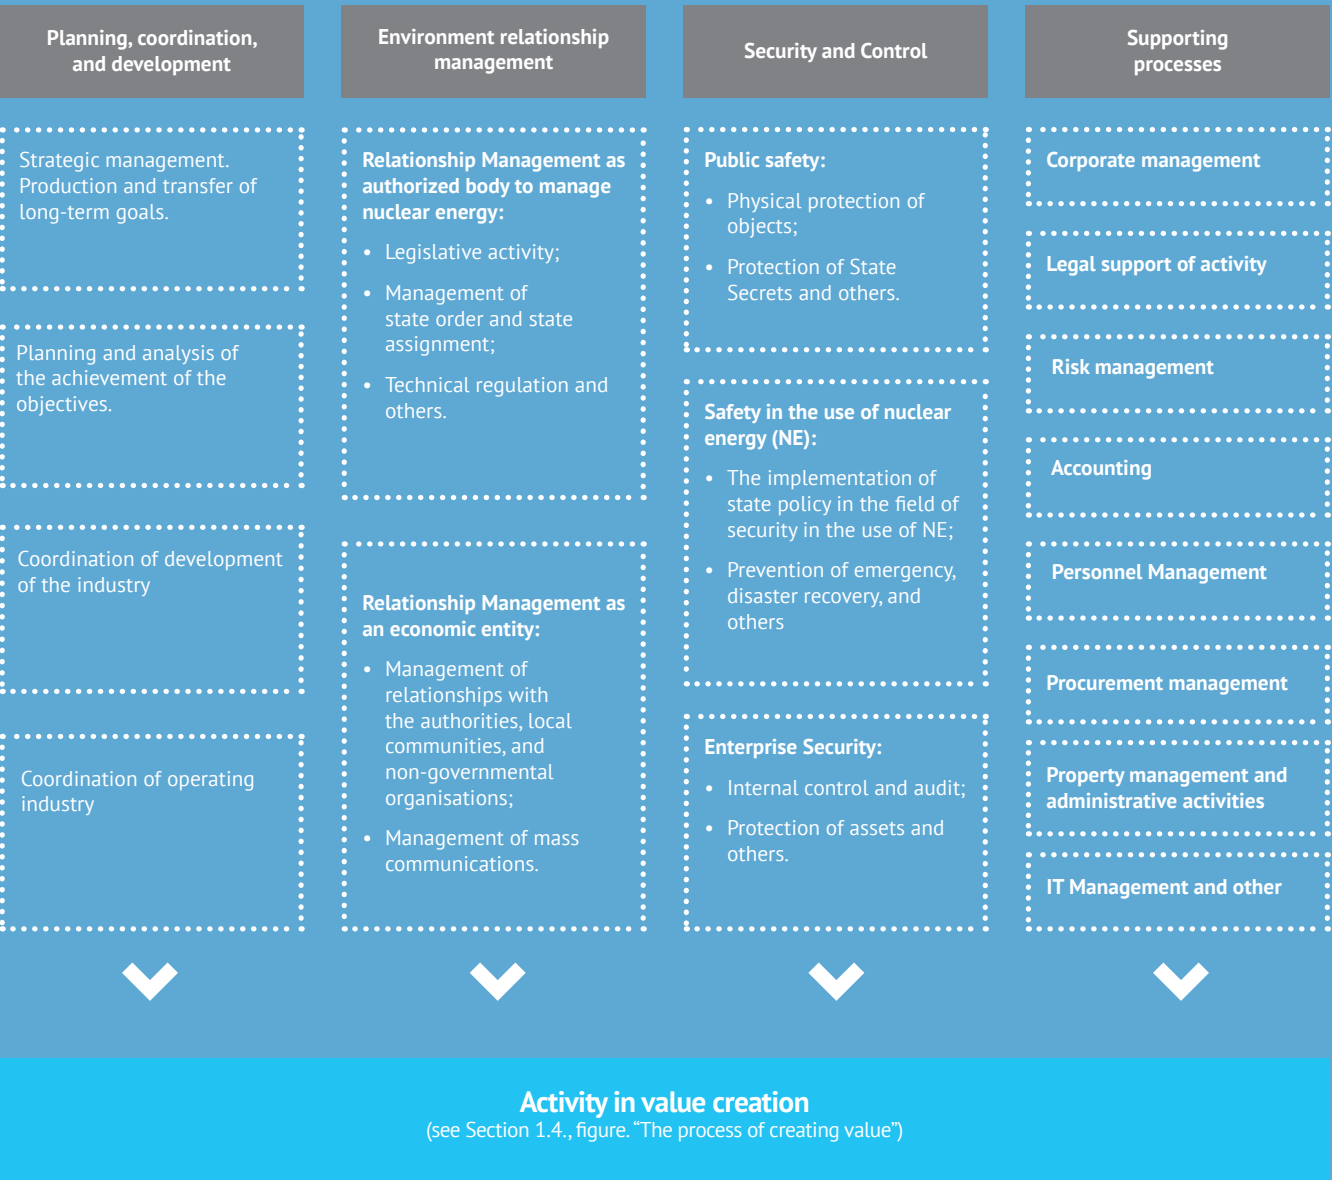 Planning, coordination,
and development
Strategic management.
Production and transfer of
long-term goals.
Planning and analysis of
the achievement of the
objectives.
Coordination of development
of the industry
Coordination of operating
industry
Environment relationship
management
Relationship Management as
authorized body to manage
nuclear energy:
• Legislative activity;
• Management of
state order and state
assignment;
• Technical regulation and
others.
Relationship Management as
an economic entity:
• Management of
relationships with
the authorities, local
communities, and
non-governmental
organisations;
• Management of mass
communications.
Security and Control
Public safety:
• Physical protection of
objects;
• Protection of State
Secrets and others.
Safety in the use of nuclear
energy (NE):
• The implementation of
state policy in the field of
security in the use of NE;
• Prevention of emergency,
disaster recovery, and
others
Enterprise Security:
• Internal control and audit;
• Protection of assets and
others.
Supporting
processes
Corporate management
Legal support of activity
Risk management
Accounting
Personnel Management
Procurement management
Property management and
administrative activities
IT Management and other
Activity in value creation
(see Section 1.4., figure. “The process of creating value”)